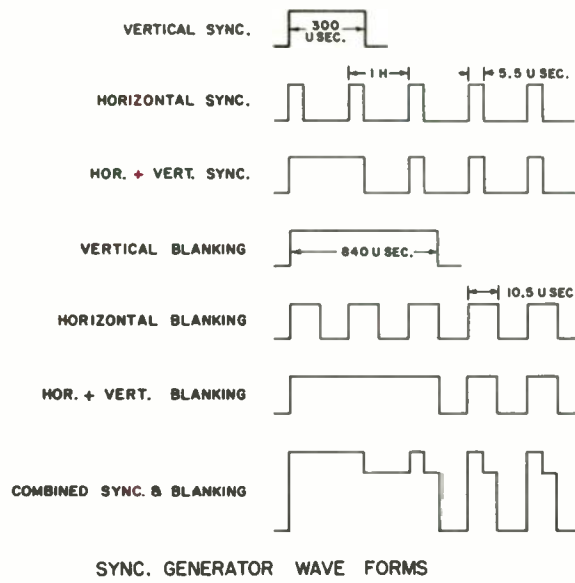 VERTICAL SYNC.
300
U SEC.
1 H
5.5 U SEC.
HORIZONTAL SYNC.
HOR. + VERT. SYNC.
VERTICAL BLANKING
840 U SEC.
10.5 U SEC
HORIZONTAL BLANKING
HOR. + VERT. BLANKING
COMBINED SYNC. & BLANKING
SYNC. GENERATOR WAVE FORMS